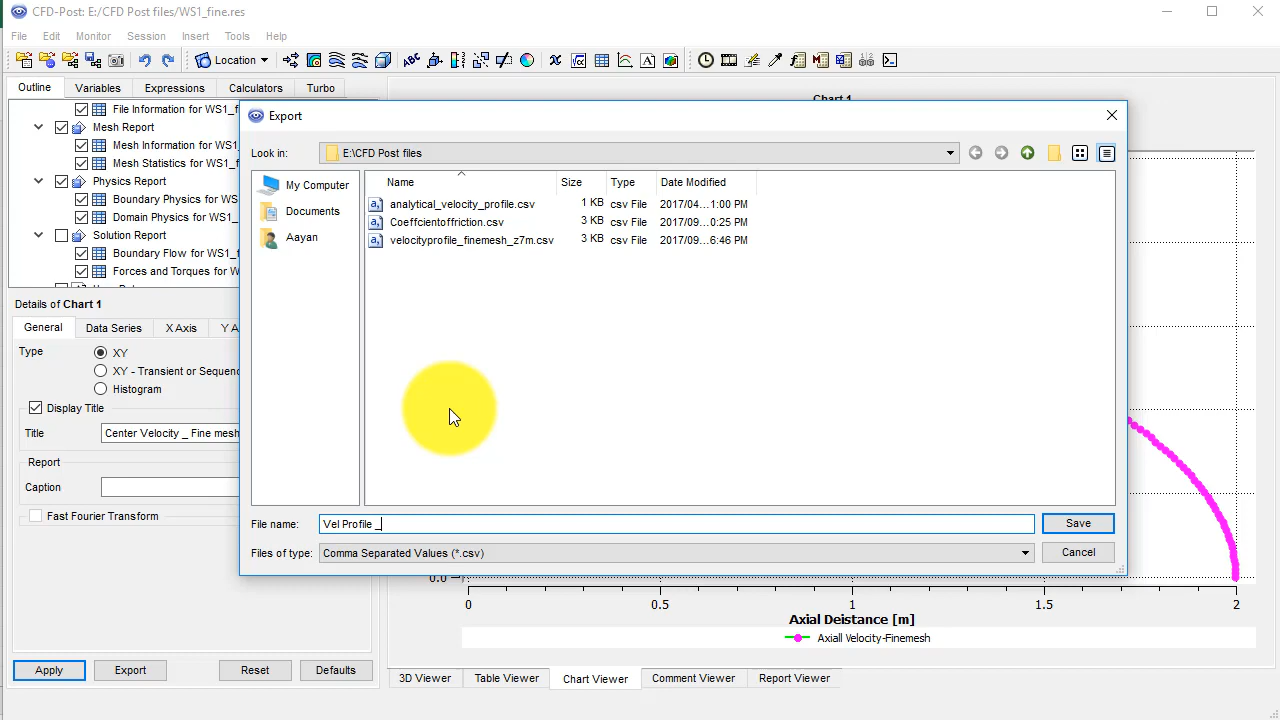 CFD-Post: E:/CFD Post files/WS1_fine.res
File Edit Monitor Session Insert Tools Help
Location
Outline Variables Expressions Calculators Turbo
File Information for WS1_f
Mesh Report
Mesh Information for WS1_
Mesh Statistics for WS1_f
Physics Report
Boundary Physics for WS
Domain Physics for WS1_
Solution Report
Boundary Flow for WS1_f
Forces and Torques for W
Details of Chart 1
General Data Series X Axis Y A
Type XY
XY - Transient or Sequenc
Histogram
Display Title
Title Center Velocity _ Fine mesh
Report
Caption
Fast Fourier Transform
Apply Export Reset Defaults
Chart 1
Export
Look in: E:\CFD Post files
My Computer
Documents
Aayan
Name Size Type Date Modified
analytical_velocity_profile.csv 1 KB csv File 2017/04...1:00 PM
Coeffcientoffriction.csv 3 KB csv File 2017/09...0:25 PM
velocityprofile_finemesh_z7m.csv 3 KB csv File 2017/09...6:46 PM
File name: Vel Profile _ Save
Files of type: Comma Separated Values (*.csv) Cancel
0.0
0 0.5 1 1.5 2
Axial Deistance [m]
Axiall Velocity-Finemesh
3D Viewer Table Viewer Chart Viewer Comment Viewer Report Viewer